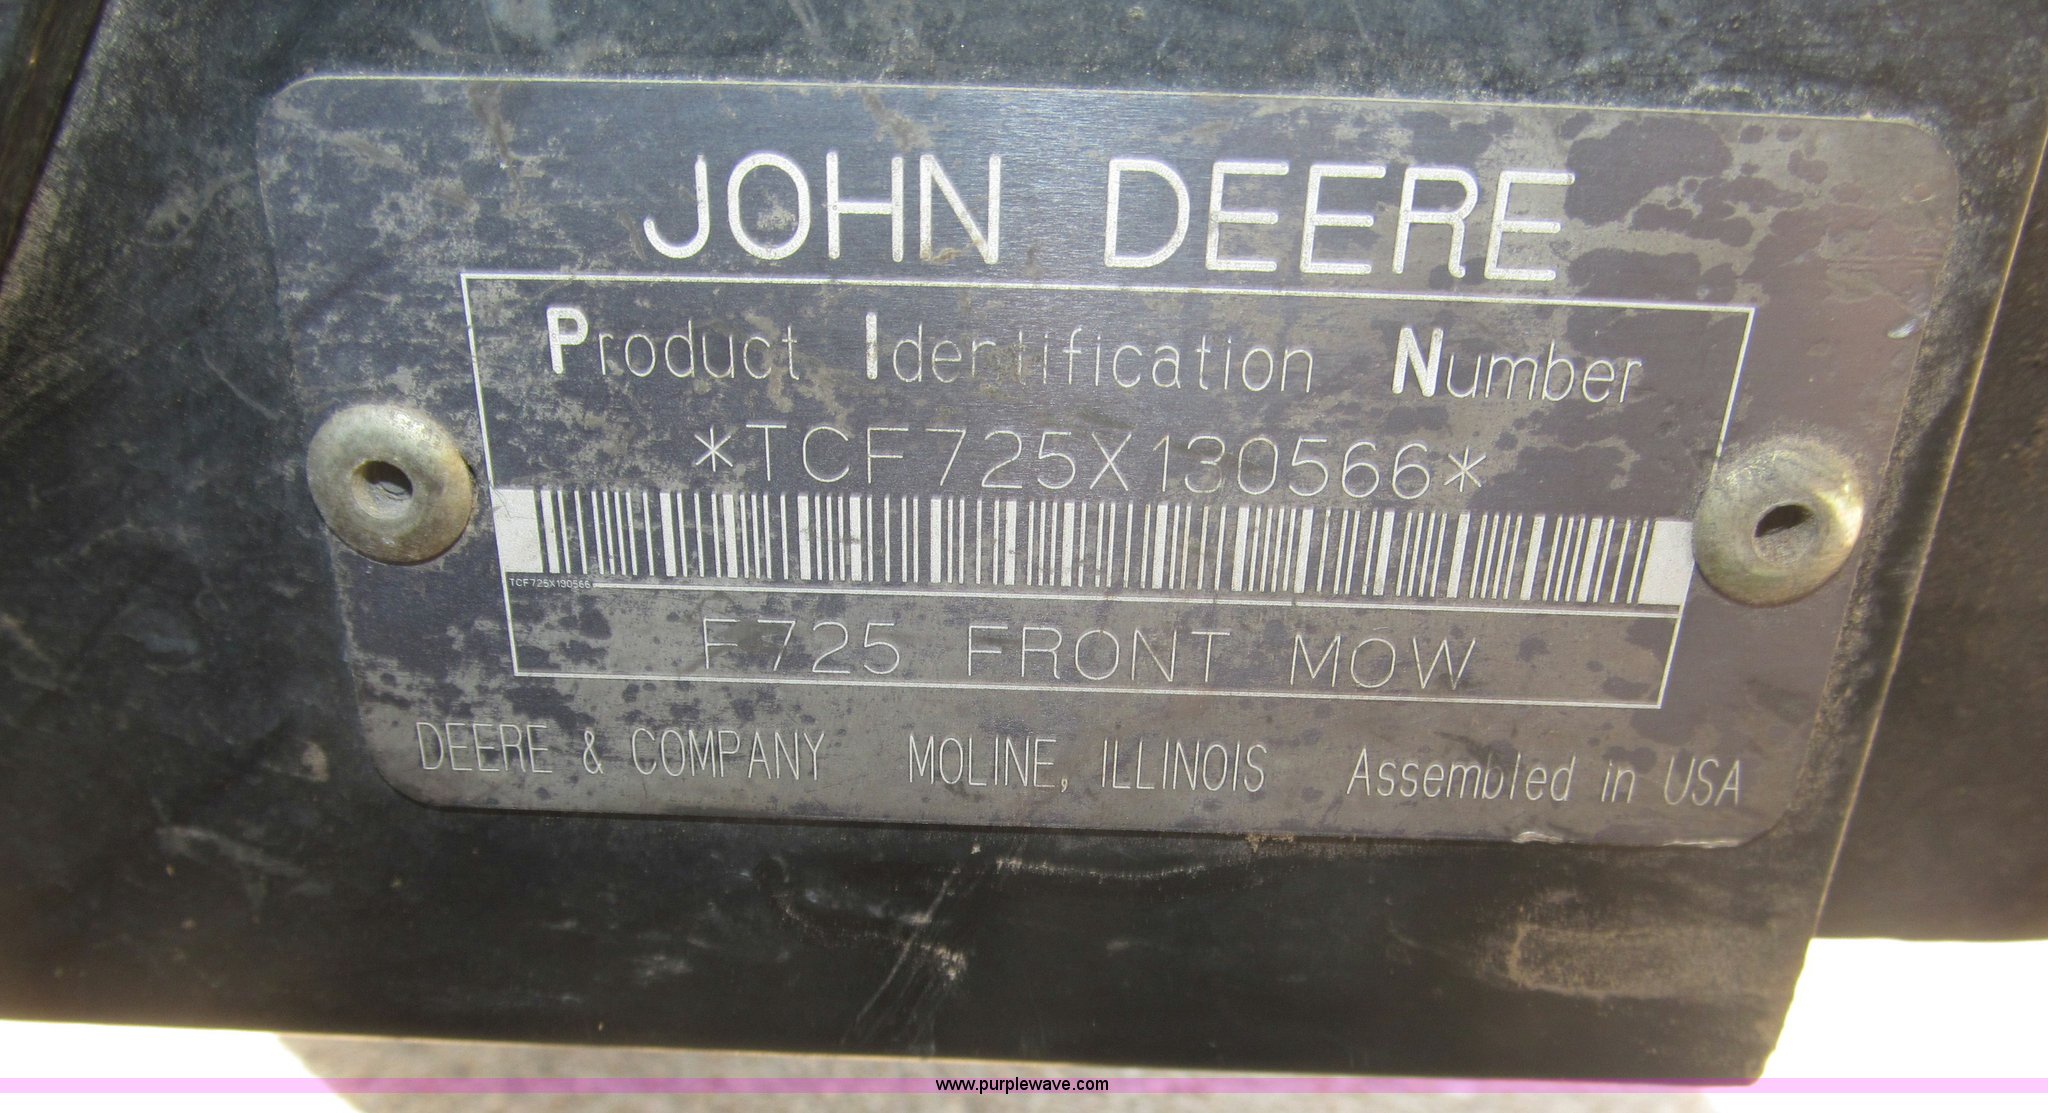 JOHN DEERE
Product Identification Number
*TCF725X130566*
TCF725X130566
F725 FRONT MOW
DEERE & COMPANY MOLINE, ILLINOIS Assembled in USA
www.purplewave.com